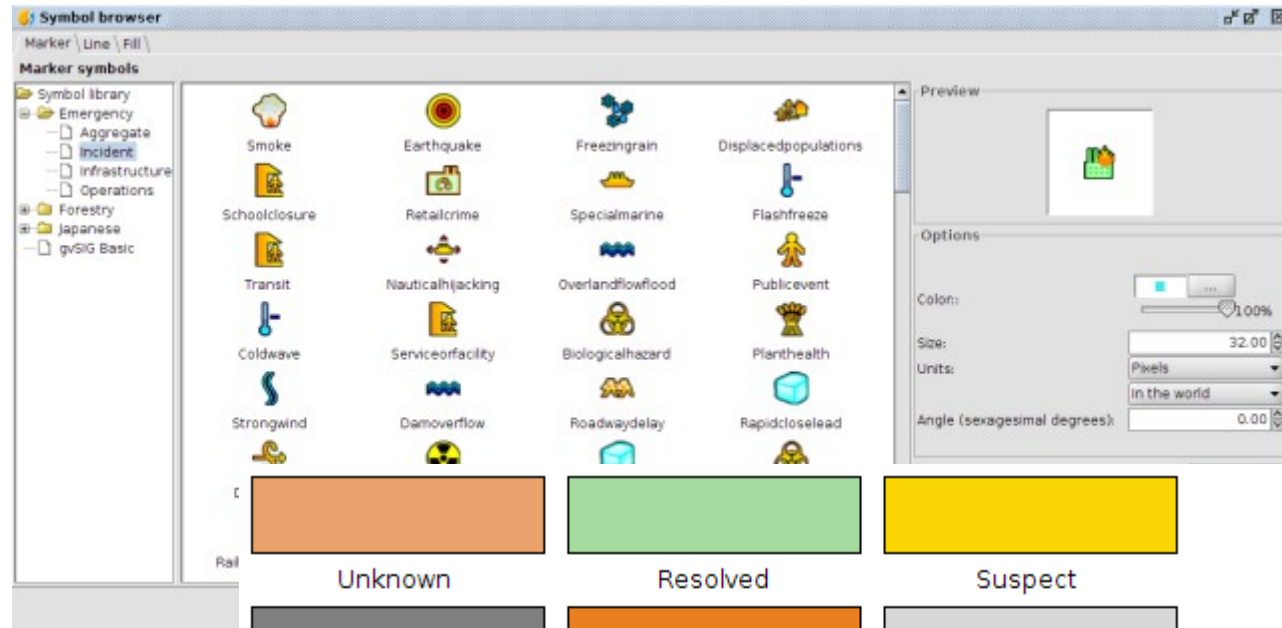 Symbol browser
Marker Line Fill
Marker symbols
Symbol library
Emergency
Aggregate
Incident
Infrastructure
Operations
Forestry
Japanese
gvSIG Basic
Smoke Earthquake Freezingrain Displacedpopulations
Schoolclosure Retailcrime Specialmarine Flashfreeze
Transit Nauticalhijacking Overlandflowflood Publicevent
Coldwave Serviceorfacility Biologicalhazard Planthealth
Strongwind Damoverflow Roadwaydelay Rapidcloselead
Preview
Options
Color:: ...
100%
Size: 32.00
Units: Pixels
in the world
Angle (sexagesimal degrees): 0.00
Unknown Resolved Suspect